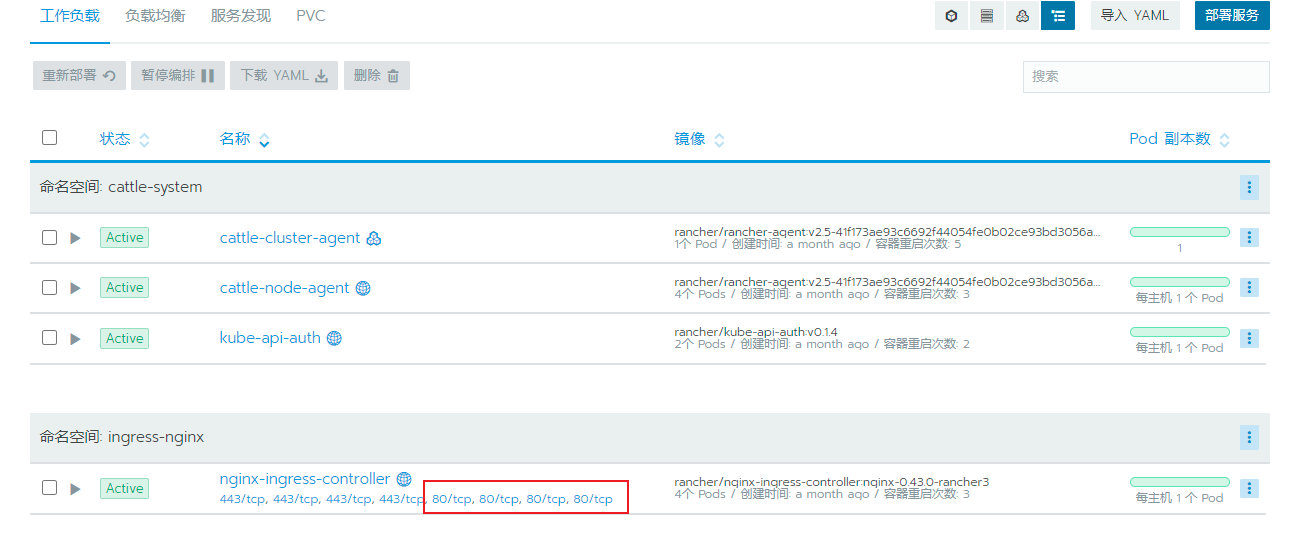 工作负载 负载均衡 服务发现 PVC 导入 YAML 部署服务
重新部署 暂停编排 下载 YAML 删除 搜索
状态 名称 镜像 Pod 副本数
命名空间: cattle-system
Active cattle-cluster-agent rancher/rancher-agent:v2.5-41f173ae93c6692f44054fe0b02ce93bd3056a...
1个 Pod / 创建时间: a month ago / 容器重启次数: 5 1
Active cattle-node-agent rancher/rancher-agent:v2.5-41f173ae93c6692f44054fe0b02ce93bd3056a...
4个 Pods / 创建时间: a month ago / 容器重启次数: 3 每主机 1 个 Pod
Active kube-api-auth rancher/kube-api-auth:v0.1.4
2个 Pods / 创建时间: a month ago / 容器重启次数: 2 每主机 1 个 Pod
命名空间: ingress-nginx
Active nginx-ingress-controller rancher/nginx-ingress-controller:nginx-0.43.0-rancher3
443/tcp, 443/tcp, 443/tcp, 443/tcp, 80/tcp, 80/tcp, 80/tcp, 80/tcp 4个 Pods / 创建时间: a month ago / 容器重启次数: 3 每主机 1 个 Pod